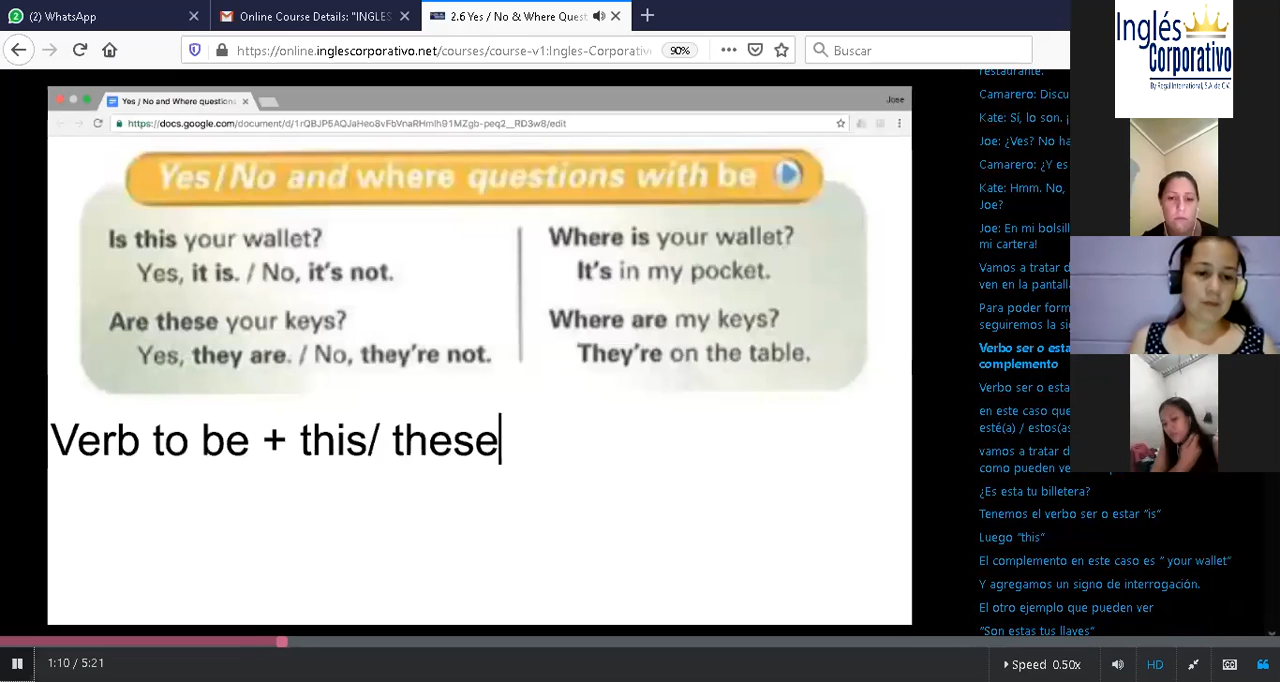 (2) WhatsApp
Online Course Details: "INGLES
2.6 Yes / No & Where Quest
https://online.inglescorporativo.net/courses/course-v1:Ingles-Corporativ
90%
Buscar
Yes / No and Where questions
Jose
https://docs.google.com/document/d/1rQBJP5AQJaHeo8vFbVnaRHmlh91MZgb-peq2__RD3w8/edit
Yes/No and where questions with be
Is this your wallet?
Yes, it is. / No, it's not.
Are these your keys?
Yes, they are. / No, they're not.
Where is your wallet?
It's in my pocket.
Where are my keys?
They're on the table.
Verb to be + this/ these
restaurante.
Camarero: Discu
Kate: Sí, lo son. ¡
Joe: ¿Ves? No ha
Camarero: ¿Y es
Kate: Hmm. No,
Joe?
Joe: En mi bolsill
mi cartera!
Vamos a tratar d
ven en la pantall
Para poder form
seguiremos la si
Verbo ser o esta
complemento
Verbo ser o esta
en este caso que
esté(a) / estos(as
vamos a tratar d
como pueden ve
¿Es esta tu billetera?
Tenemos el verbo ser o estar "is"
Luego "this"
El complemento en este caso es " your wallet"
Y agregamos un signo de interrogación.
El otro ejemplo que pueden ver
"Son estas tus llaves"
Inglés
Corporativo
By Regal International, S.A. de C.V.
1:10 / 5:21
Speed 0.50x
HD